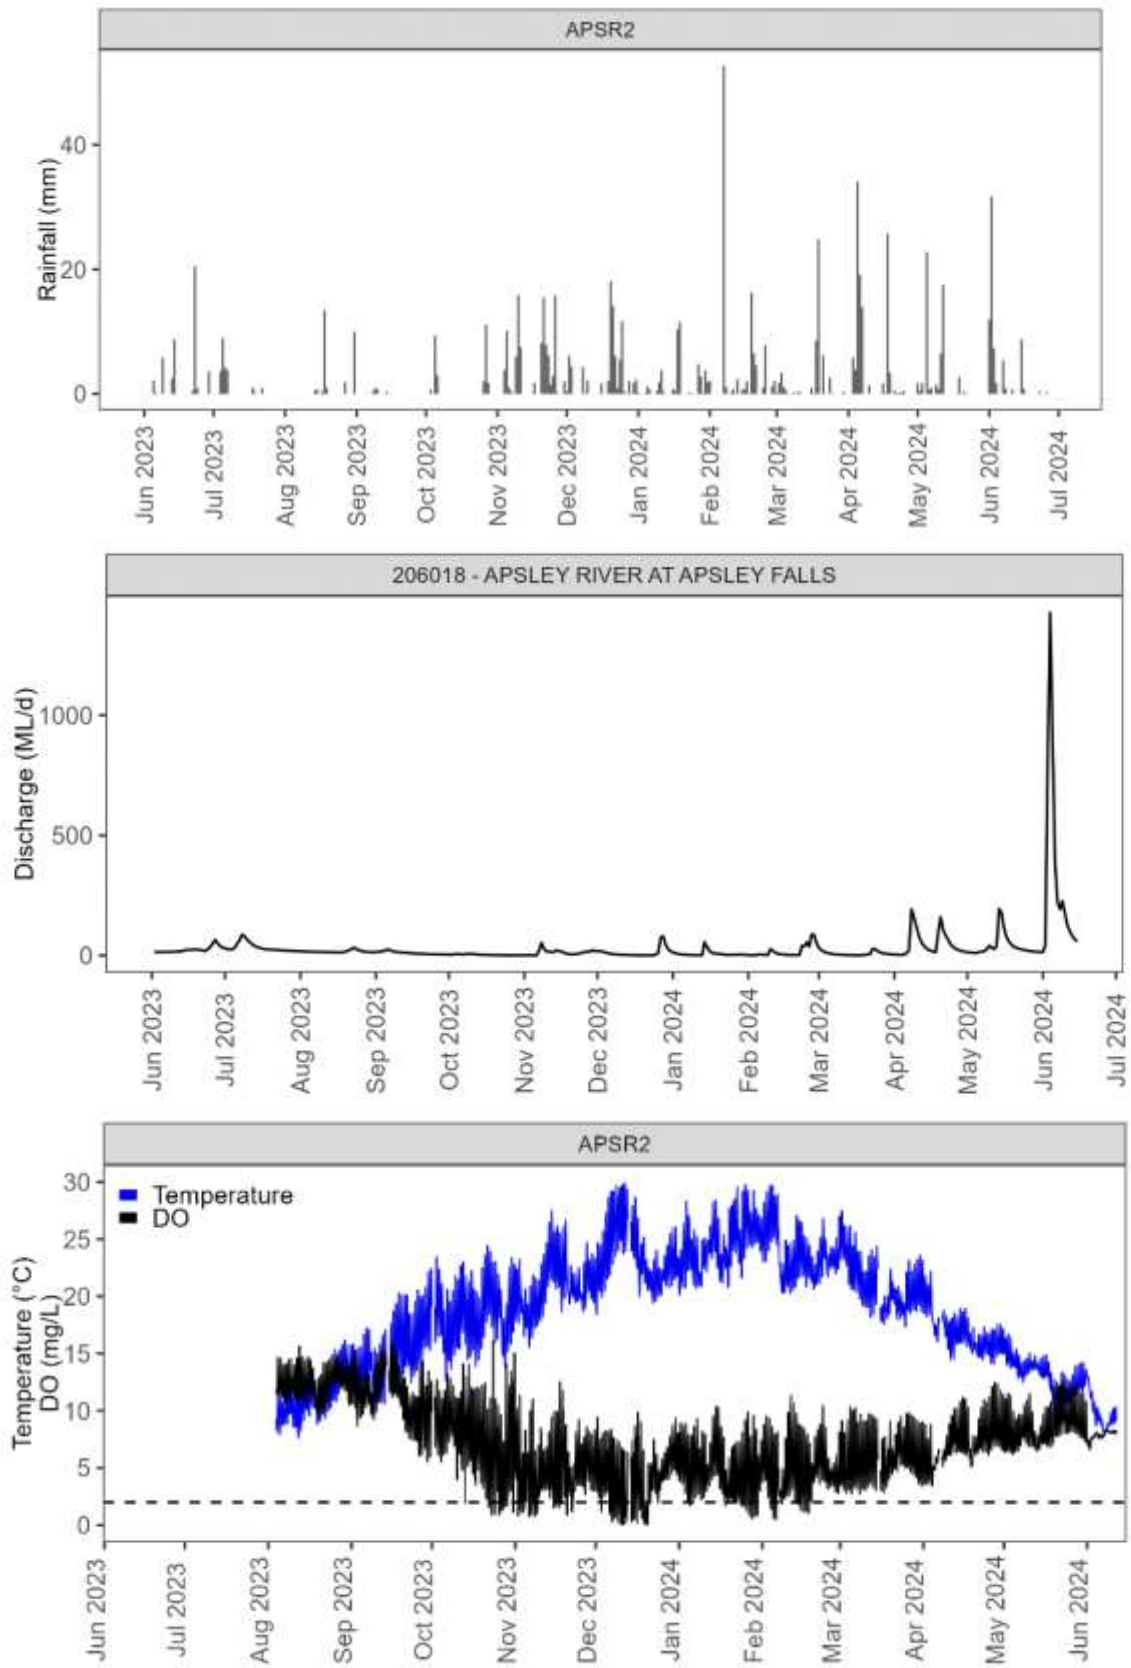 APSR2
Rainfall (mm)
40
20
0
Jun 2023
Jul 2023
Aug 2023
Sep 2023
Oct 2023
Nov 2023
Dec 2023
Jan 2024
Feb 2024
Mar 2024
Apr 2024
May 2024
Jun 2024
Jul 2024
206018 - APSLEY RIVER AT APSLEY FALLS
Discharge (ML/d)
1000
500
0
Jun 2023
Jul 2023
Aug 2023
Sep 2023
Oct 2023
Nov 2023
Dec 2023
Jan 2024
Feb 2024
Mar 2024
Apr 2024
May 2024
Jun 2024
Jul 2024
APSR2
Temperature (°C)
DO (mg/L)
30
25
20
15
10
5
0
Temperature
DO
Jun 2023
Jul 2023
Aug 2023
Sep 2023
Oct 2023
Nov 2023
Dec 2023
Jan 2024
Feb 2024
Mar 2024
Apr 2024
May 2024
Jun 2024